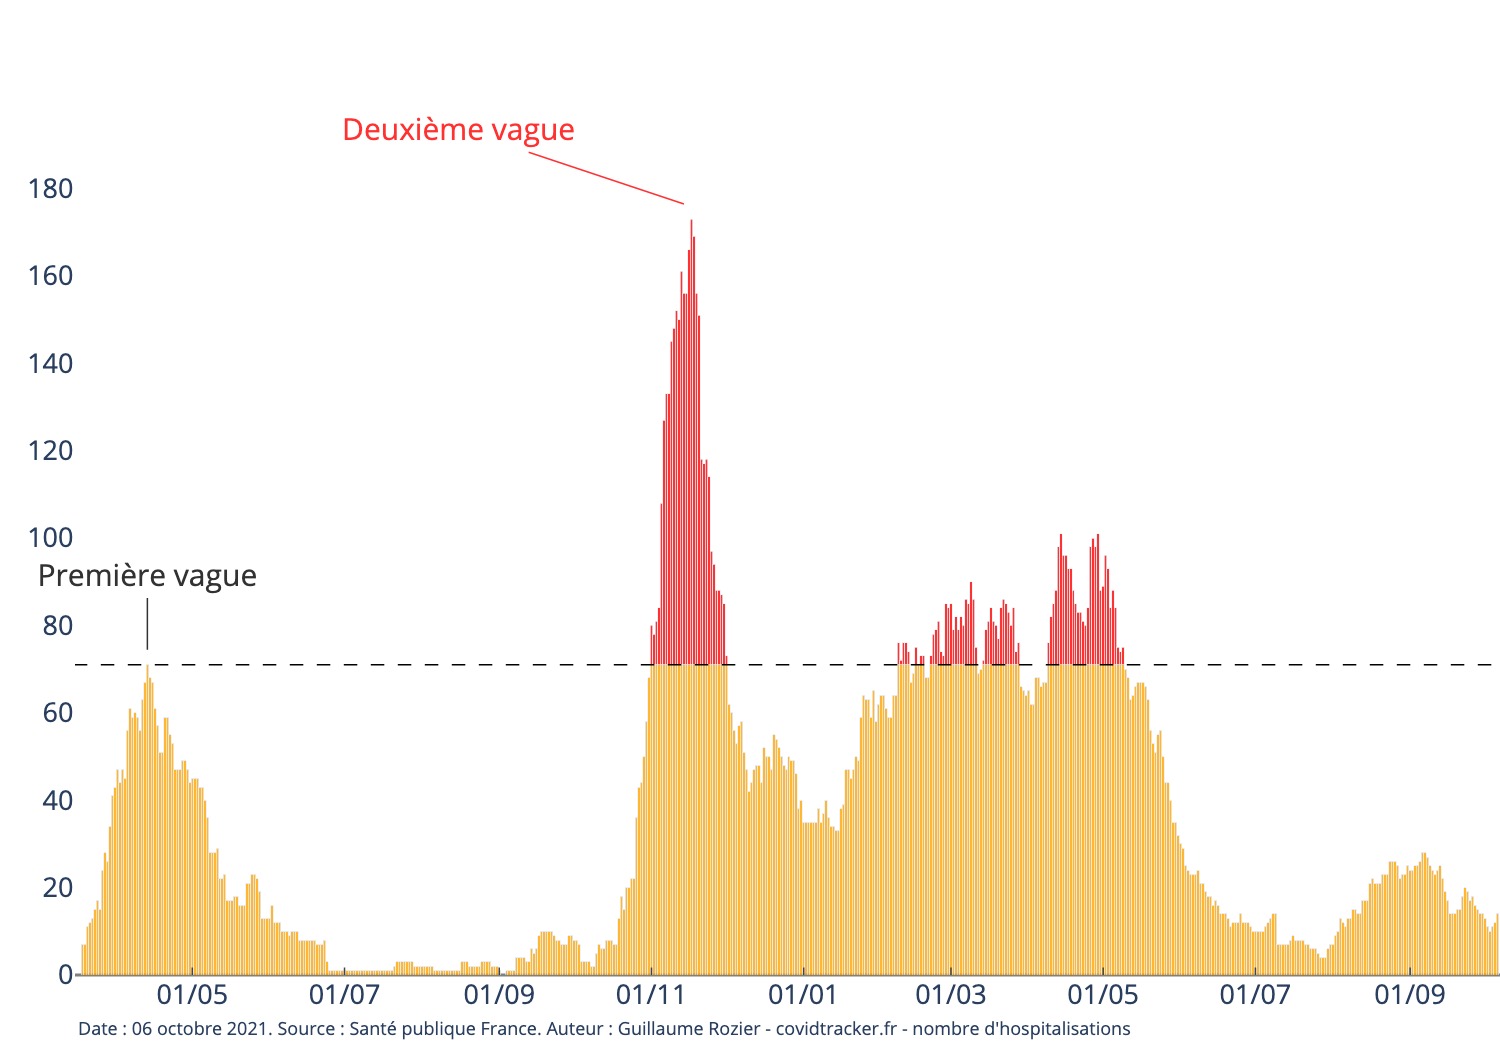 Deuxième vague
180
160
140
120
100
Première vague
80
60
40
20
0
01/05 01/07 01/09 01/11 01/01 01/03 01/05 01/07 01/09
Date : 06 octobre 2021. Source : Santé publique France. Auteur : Guillaume Rozier - covidtracker.fr - nombre d'hospitalisations